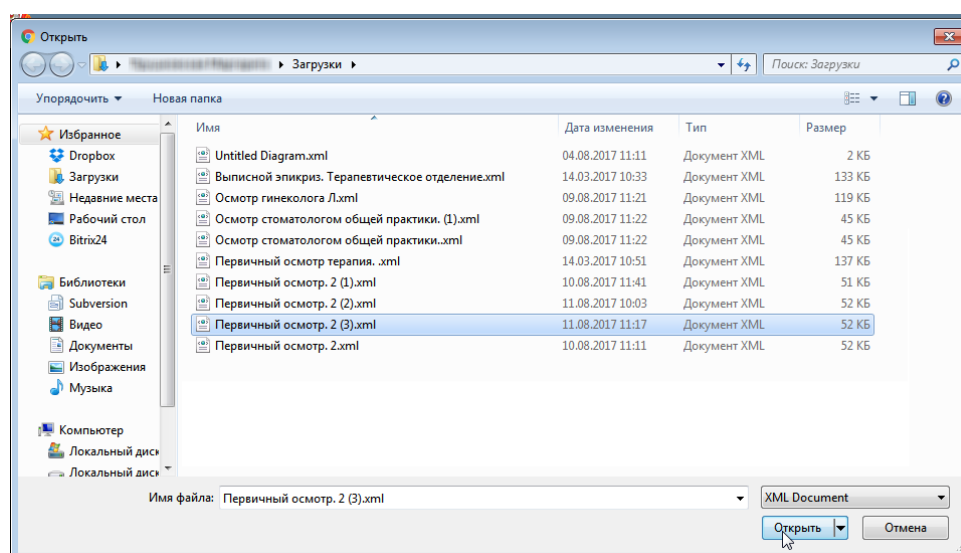 Открыть
Загрузки
Поиск: Загрузки
Упорядочить Новая папка
Избранное
Dropbox
Загрузки
Недавние места
Рабочий стол
Bitrix24
Библиотеки
Subversion
Видео
Документы
Изображения
Музыка
Компьютер
Локальный диск
Локальный диск
Имя Дата изменения Тип Размер
Untitled Diagram.xml 04.08.2017 11:11 Документ XML 2 КБ
Выписной эпикриз. Терапевтическое отделение.xml 14.03.2017 10:33 Документ XML 133 КБ
Осмотр гинеколога Л.xml 09.08.2017 11:21 Документ XML 119 КБ
Осмотр стоматологом общей практики. (1).xml 09.08.2017 11:22 Документ XML 45 КБ
Осмотр стоматологом общей практики..xml 09.08.2017 11:22 Документ XML 45 КБ
Первичный осмотр терапия. .xml 14.03.2017 10:51 Документ XML 137 КБ
Первичный осмотр. 2 (1).xml 10.08.2017 11:41 Документ XML 51 КБ
Первичный осмотр. 2 (2).xml 11.08.2017 10:03 Документ XML 52 КБ
Первичный осмотр. 2 (3).xml 11.08.2017 11:17 Документ XML 52 КБ
Первичный осмотр. 2.xml 10.08.2017 11:11 Документ XML 52 КБ
Имя файла: Первичный осмотр. 2 (3).xml XML Document
Открыть Отмена